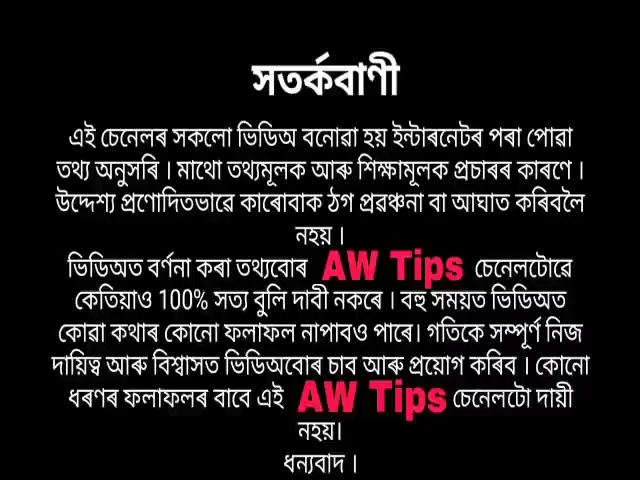 সতৰ্কবাণী
এই চেনেলৰ সকলো ভিডিঅ বনোৱা হয় ইন্টাৰনেটৰ পৰা পোৱা
তথ্য অনুসৰি । মাথো তথ্যমূলক আৰু শিক্ষামূলক প্ৰচাৰৰ কাৰণে ।
উদ্দেশ্য প্ৰণোদিতভাৱে কাৰোবাক ঠগ প্ৰৱঞ্চনা বা আঘাত কৰিবলৈ
নহয় ।
ভিডিঅত বৰ্ণনা কৰা তথ্যবোৰ AW Tips চেনেলটোৱে
কেতিয়াও 100% সত্য বুলি দাবী নকৰে । বহু সময়ত ভিডিঅত
কোৱা কথাৰ কোনো ফলাফল নাপাবও পাৰে। গতিকে সম্পূৰ্ণ নিজ
দায়িত্ব আৰু বিশ্বাসত ভিডিঅবোৰ চাব আৰু প্ৰয়োগ কৰিব । কোনো
ধৰণৰ ফলাফলৰ বাবে এই AW Tips চেনেলটো দায়ী
নহয়।
ধন্যবাদ ।